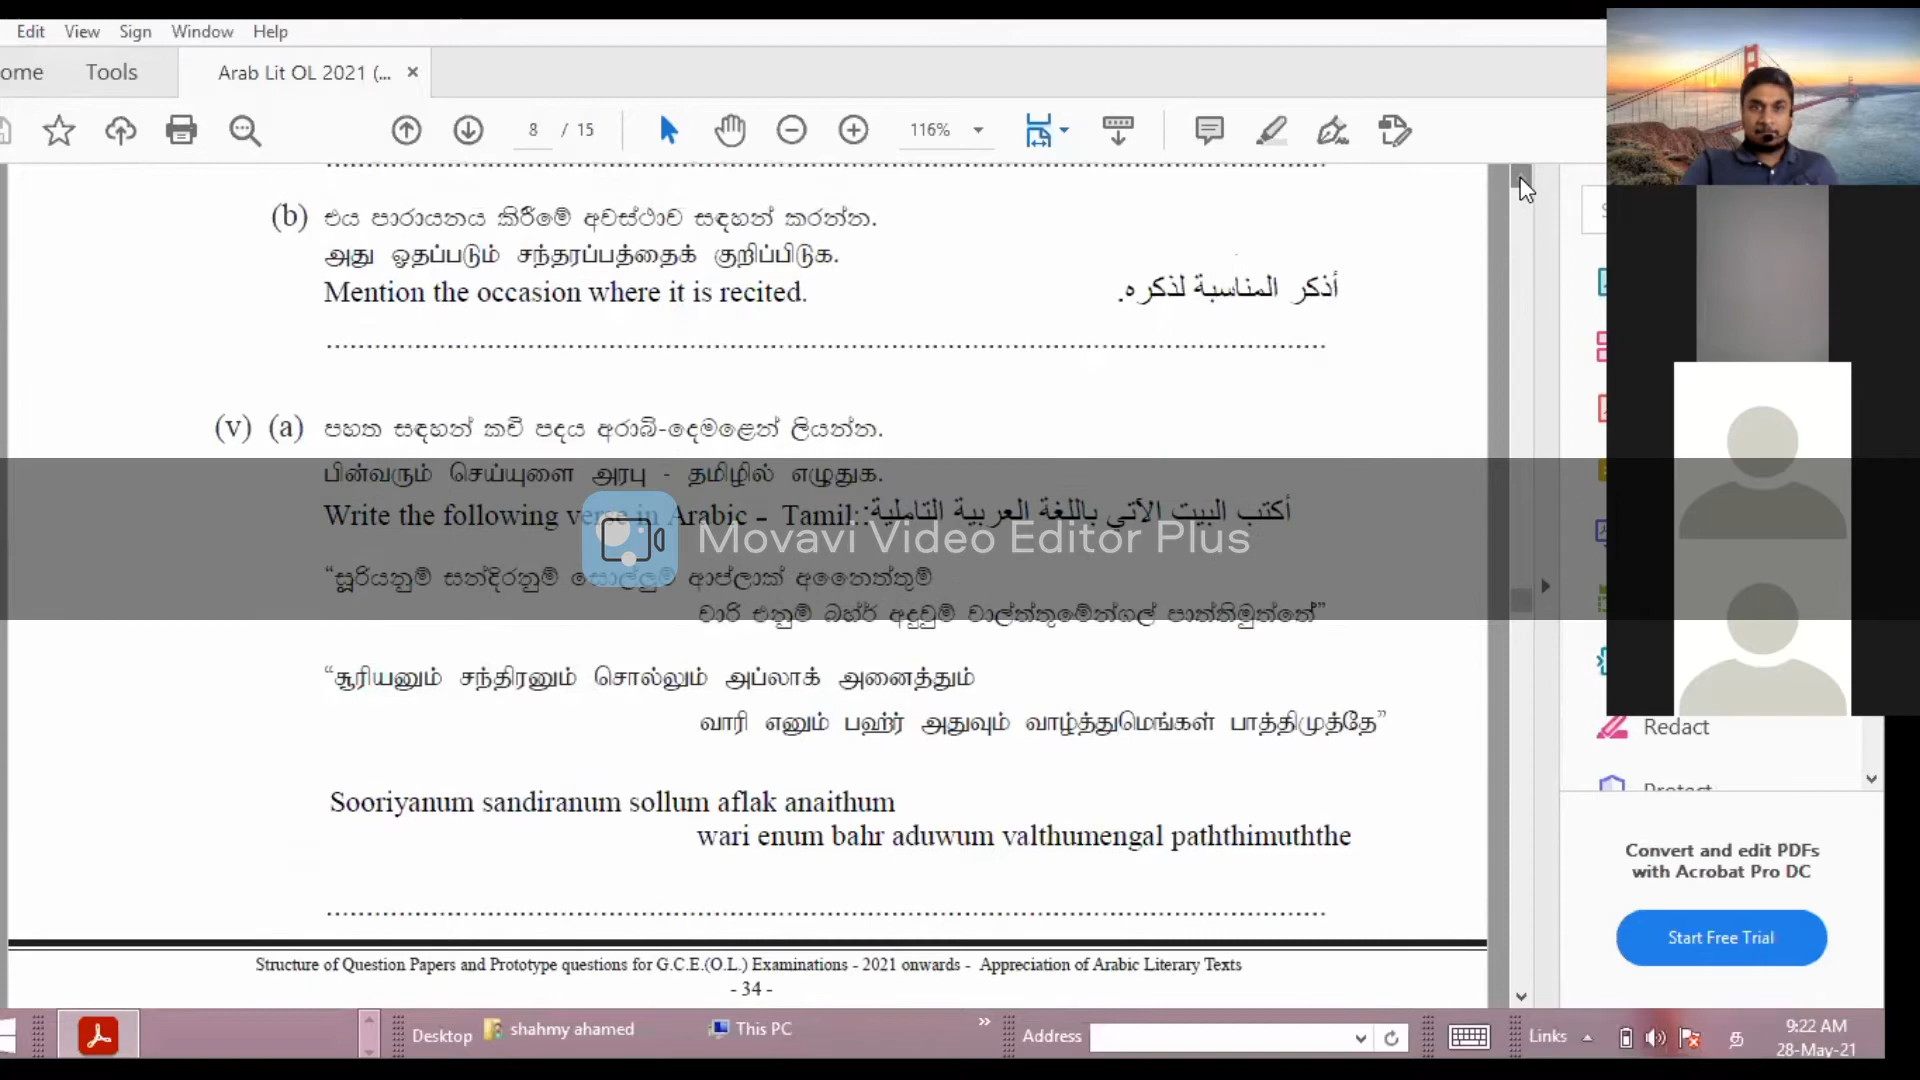 Edit View Sign Window Help
ome Tools Arab Lit OL 2021 (... ×
8 / 15 116%
(b) එය පාරායනය කිරීමේ අවස්ථාව සඳහන් කරන්න.
அது ஓதப்படும் சந்தரப்பத்தைக் குறிப்பிடுக.
Mention the occasion where it is recited. أذكر المناسبة لذكره.
(v) (a) පහත සඳහන් කවි පදය අරාබි-දෙමළෙන් ලියන්න.
பின்வரும் செய்யுளை அரபு - தமிழில் எழுதுக.
Write the following verse in Arabic - Tamil: أكتب البيت الآتي باللغة العربية التاملية:
Movavi Video Editor Plus
“සූරියනුම් සන්දිරනුම් සොල්ලුම් ආප්ලාක් අනෛත්තුම්
වාරි එනුම් බහ්ර් අදුවුම් වාල්ත්තුමේන්ගල් පාත්තිමුත්තේ”
“சூரியனும் சந்திரனும் சொல்லும் அப்லாக் அனைத்தும்
வாரி எனும் பஹ்ர் அதுவும் வாழ்த்துமெங்கள் பாத்திமுத்தே”
Sooriyanum sandiranum sollum aflak anaithum
wari enum bahr aduwum valthumengal paththimuththe
Structure of Question Papers and Prototype questions for G.C.E.(O.L.) Examinations - 2021 onwards - Appreciation of Arabic Literary Texts
- 34 -
Redact
Protect
Convert and edit PDFs
with Acrobat Pro DC
Start Free Trial
Desktop shahmy ahamed This PC » Address Links த 9:22 AM
28-May-21